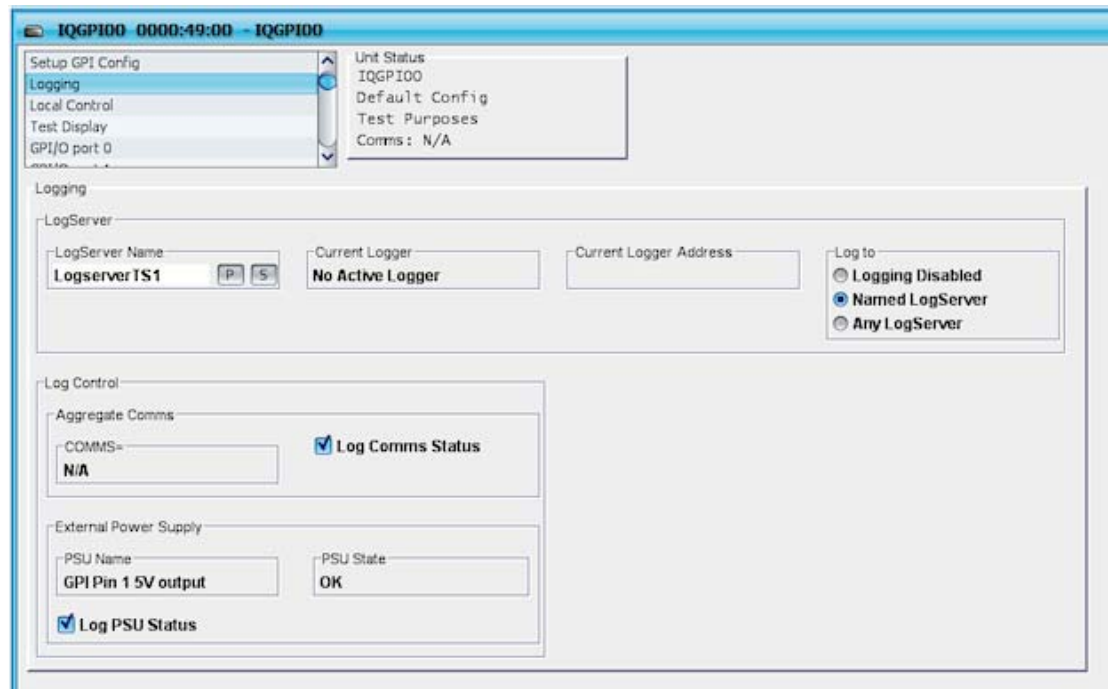 IQGPI00 0000:49:00 - IQGPI00
Setup GPI Config
Logging
Local Control
Test Display
GPI/O port 0
Unit Status
IQGPI00
Default Config
Test Purposes
Comms: N/A
Logging
LogServer
LogServer Name
LogserverTS1 P S
Current Logger
No Active Logger
Current Logger Address
Log to
Logging Disabled
Named LogServer
Any LogServer
Log Control
Aggregate Comms
COMMS=
N/A
Log Comms Status
External Power Supply
PSU Name
GPI Pin 1 5V output
PSU State
OK
Log PSU Status